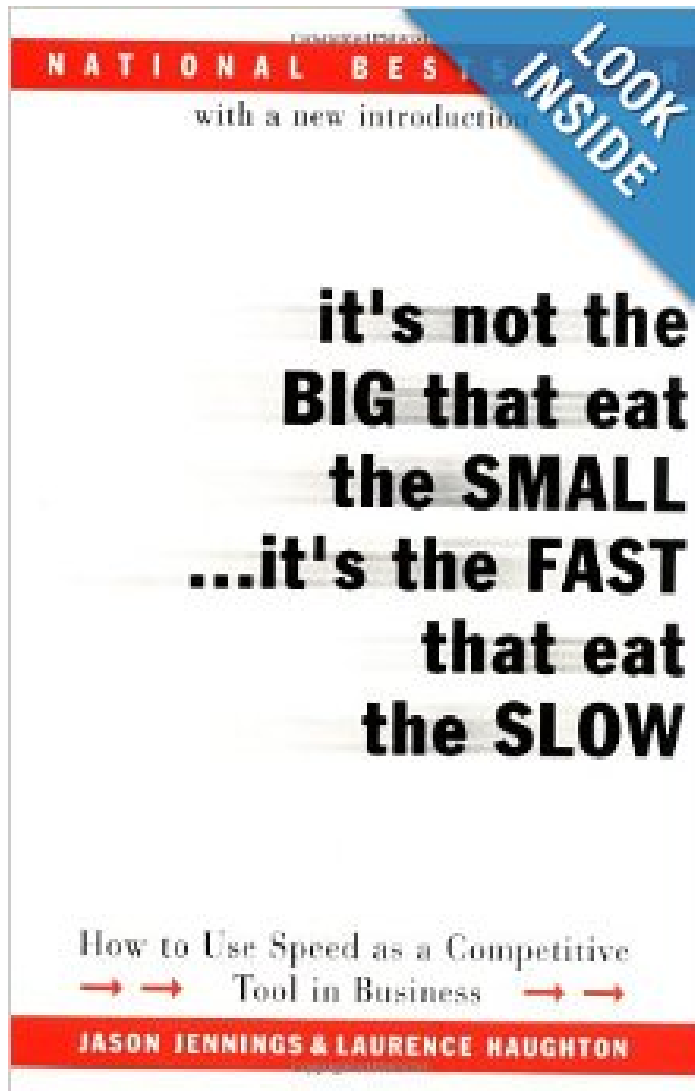 NATIONAL BES
with a new introduction
LOOK
INSIDE
it's not the
BIG that eat
the SMALL
...it's the FAST
that eat
the SLOW
How to Use Speed as a Competitive
→ → Tool in Business → →
JASON JENNINGS & LAURENCE HAUGHTON